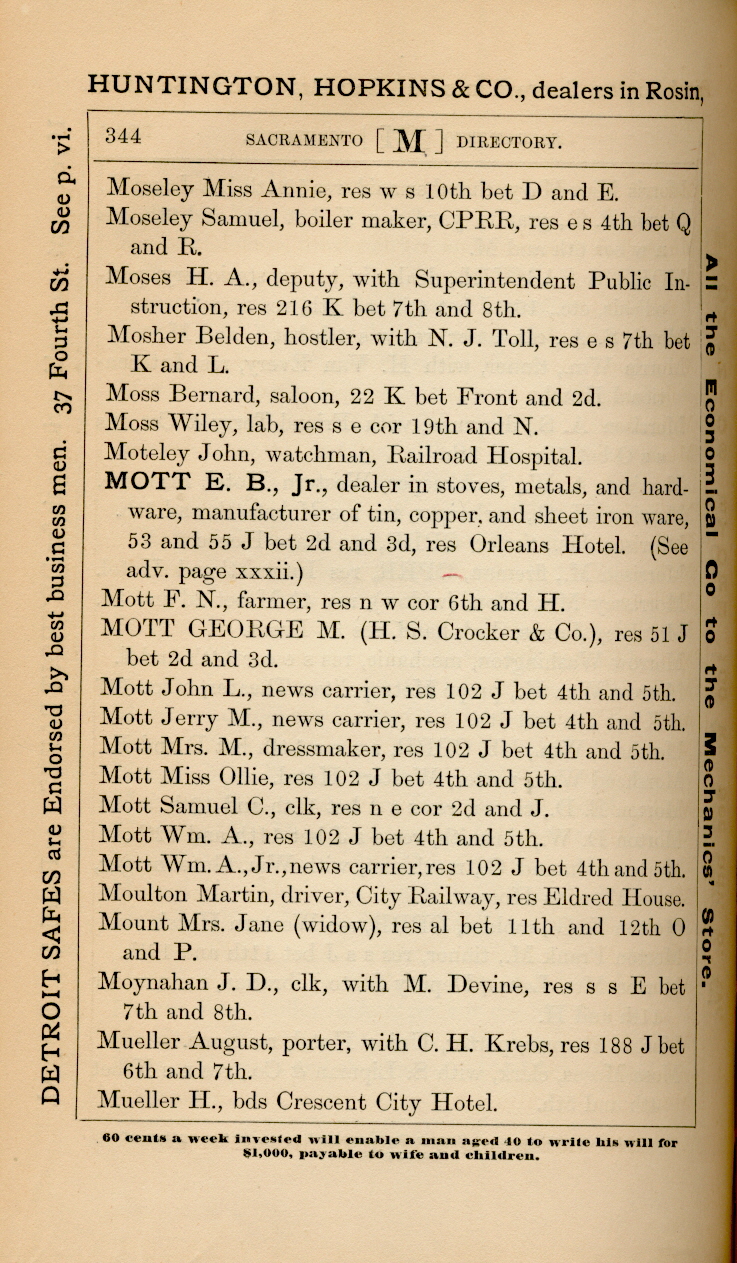 HUNTINGTON, HOPKINS & CO., dealers in Rosin,
344 SACRAMENTO [ M ] DIRECTORY.
Moseley Miss Annie, res w s 10th bet D and E.
Moseley Samuel, boiler maker, CPRR, res e s 4th bet Q
and R.
Moses H. A., deputy, with Superintendent Public In-
struction, res 216 K bet 7th and 8th.
Mosher Belden, hostler, with N. J. Toll, res e s 7th bet
K and L.
Moss Bernard, saloon, 22 K bet Front and 2d.
Moss Wiley, lab, res s e cor 19th and N.
Moteley John, watchman, Railroad Hospital.
MOTT E. B., Jr., dealer in stoves, metals, and hard-
ware, manufacturer of tin, copper, and sheet iron ware,
53 and 55 J bet 2d and 3d, res Orleans Hotel. (See
adv. page xxxii.)
Mott F. N., farmer, res n w cor 6th and H.
MOTT GEORGE M. (H. S. Crocker & Co.), res 51 J
bet 2d and 3d.
Mott John L., news carrier, res 102 J bet 4th and 5th.
Mott Jerry M., news carrier, res 102 J bet 4th and 5th.
Mott Mrs. M., dressmaker, res 102 J bet 4th and 5th.
Mott Miss Ollie, res 102 J bet 4th and 5th.
Mott Samuel C., clk, res n e cor 2d and J.
Mott Wm. A., res 102 J bet 4th and 5th.
Mott Wm. A., Jr., news carrier, res 102 J bet 4th and 5th.
Moulton Martin, driver, City Railway, res Eldred House.
Mount Mrs. Jane (widow), res al bet 11th and 12th O
and P.
Moynahan J. D., clk, with M. Devine, res s s E bet
7th and 8th.
Mueller August, porter, with C. H. Krebs, res 188 J bet
6th and 7th.
Mueller H., bds Crescent City Hotel.
60 cents a week invested will enable a man aged 40 to write his will for
$1,000, payable to wife and children.
DETROIT SAFES are Endorsed by best business men. 37 Fourth St. See p. vi.
All the Economical Go to the Mechanics' Store.